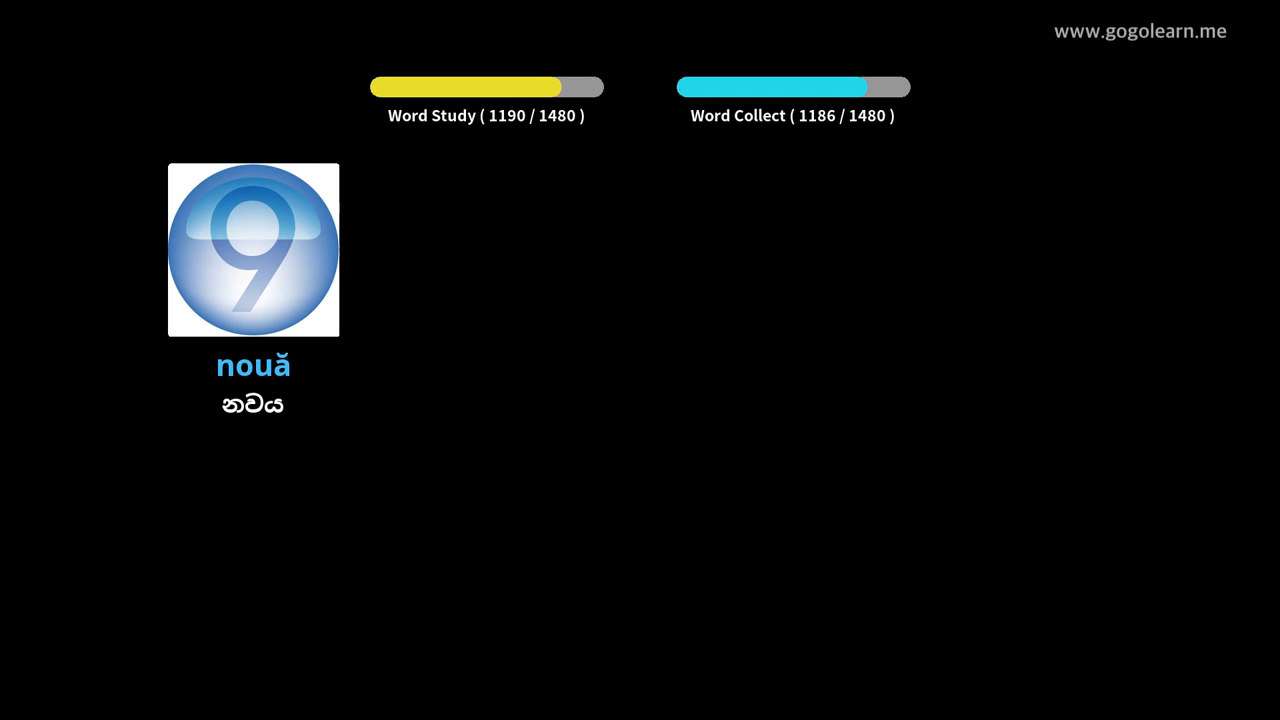 www.gogolearn.me
Word Study ( 1190 / 1480 )
Word Collect ( 1186 / 1480 )
9
nouă
නවය